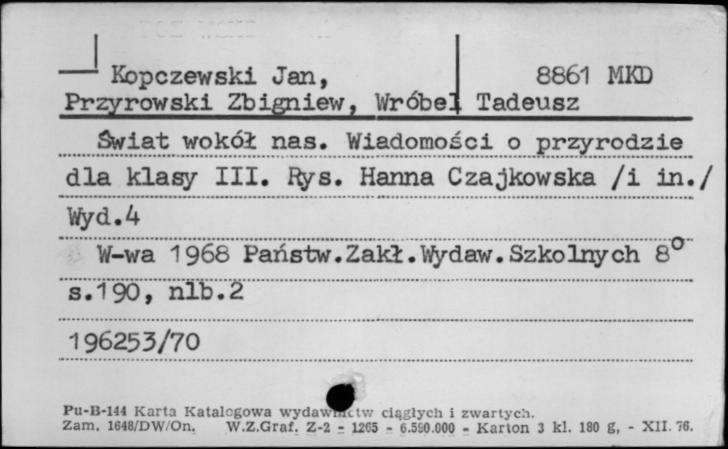 Kopczewski Jan, 8861 MKD
Przyrowski Zbigniew, Wróbel Tadeusz
Świat wokół nas. Wiadomości o przyrodzie
dla klasy III. Rys. Hanna Czajkowska /i in./
Wyd.4
W-wa 1968 Państw.Zakł.Wydaw.Szkolnych 8°
s.190, nlb.2
196253/70
Pu-B-144 Karta Katalogowa wydawnictw ciągłych i zwartych.
Zam. 1648/DW/On. W.Z.Graf. Z-2 - 1265 - 6.590.000 - Karton 3 kl. 180 g, - XII. 76.